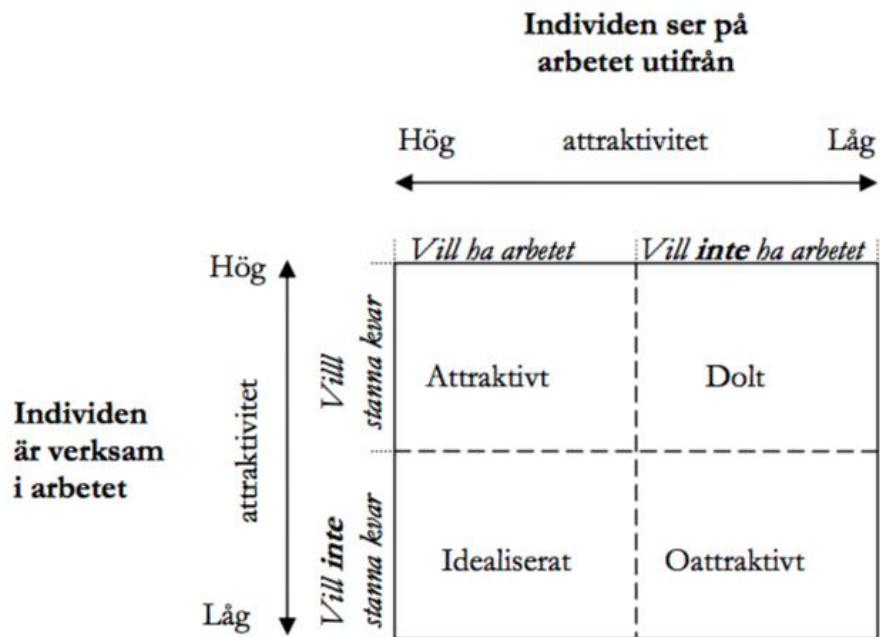 Individen ser på
arbetet utifrån
Hög attraktivitet Låg
Vill ha arbetet Vill inte ha arbetet
Hög
Villl
stanna kvar
Attraktivt Dolt
attraktivitet
Individen
är verksam
i arbetet
Vill inte
stanna kvar
Idealiserat Oattraktivt
Låg